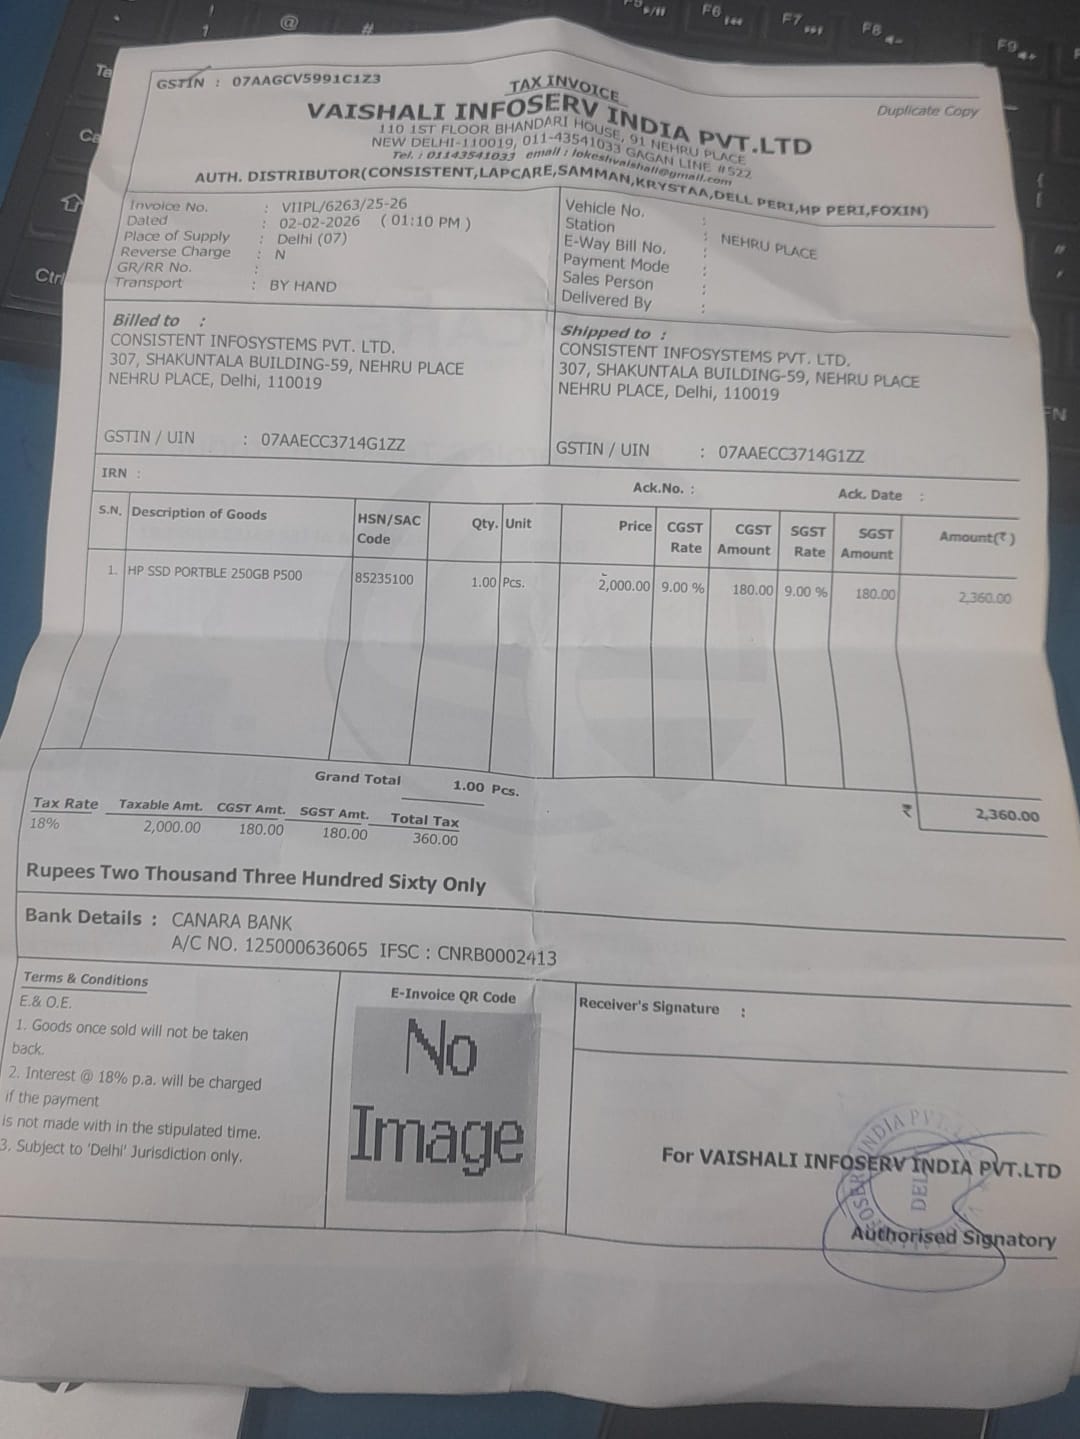 GSTIN : 07AAGCV5991C1Z3
TAX INVOICE
Duplicate Copy
VAISHALI INFOSERV INDIA PVT.LTD
110 1ST FLOOR BHANDARI HOUSE, 91 NEHRU PLACE
NEW DELHI-110019, 011-43541033 GAGAN LINE #522
Tel. : 01143541033 email : lokeshvaishali@gmail.com
AUTH. DISTRIBUTOR(CONSISTENT,LAPCARE,SAMMAN,KRYSTAA,DELL PERI,HP PERI,FOXIN)
Invoice No. : VIIPL/6263/25-26
Dated : 02-02-2026 ( 01:10 PM )
Place of Supply : Delhi (07)
Reverse Charge : N
GR/RR No. :
Transport : BY HAND
Vehicle No. :
Station : NEHRU PLACE
E-Way Bill No. :
Payment Mode :
Sales Person :
Delivered By :
Billed to :
CONSISTENT INFOSYSTEMS PVT. LTD.
307, SHAKUNTALA BUILDING-59, NEHRU PLACE
NEHRU PLACE, Delhi, 110019
GSTIN / UIN : 07AAECC3714G1ZZ
Shipped to :
CONSISTENT INFOSYSTEMS PVT. LTD.
307, SHAKUNTALA BUILDING-59, NEHRU PLACE
NEHRU PLACE, Delhi, 110019
GSTIN / UIN : 07AAECC3714G1ZZ
IRN : Ack.No. : Ack. Date :
S.N. Description of Goods HSN/SAC Code Qty. Unit Price CGST Rate CGST Amount SGST Rate SGST Amount Amount(₹)
1. HP SSD PORTBLE 250GB P500 85235100 1.00 Pcs. 2,000.00 9.00 % 180.00 9.00 % 180.00 2,360.00
Grand Total 1.00 Pcs. ₹ 2,360.00
Tax Rate Taxable Amt. CGST Amt. SGST Amt. Total Tax
18% 2,000.00 180.00 180.00 360.00
Rupees Two Thousand Three Hundred Sixty Only
Bank Details : CANARA BANK
A/C NO. 125000636065 IFSC : CNRB0002413
Terms & Conditions
E.& O.E.
1. Goods once sold will not be taken
back.
2. Interest @ 18% p.a. will be charged
if the payment
is not made with in the stipulated time.
3. Subject to 'Delhi' Jurisdiction only.
E-Invoice QR Code
No
Image
Receiver's Signature :
For VAISHALI INFOSERV INDIA PVT.LTD
Authorised Signatory